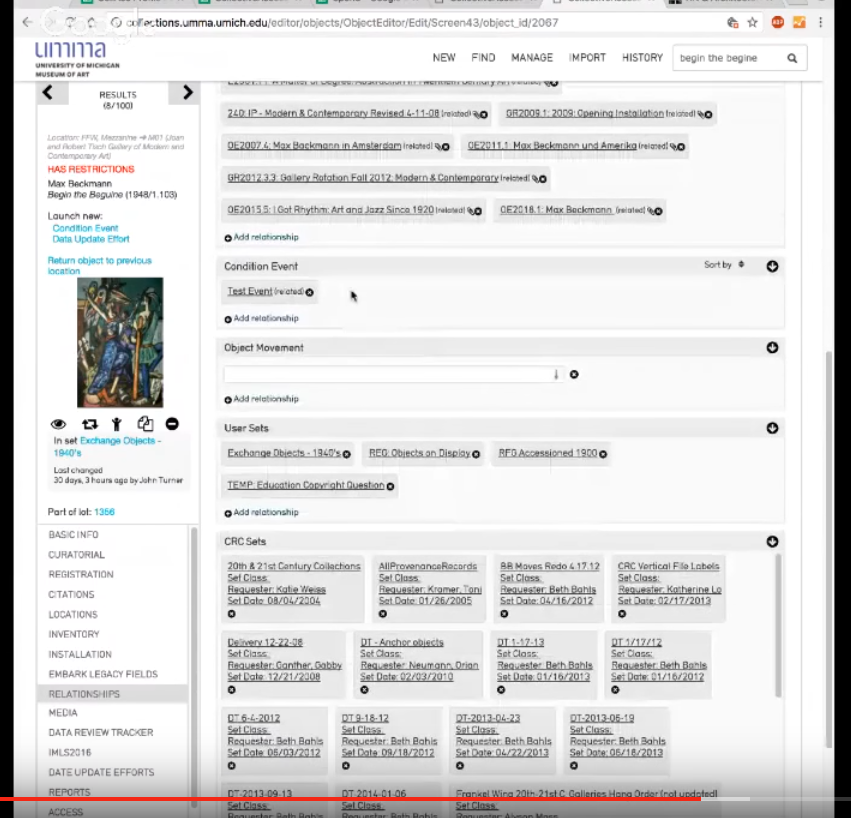 collections.umma.umich.edu/editor/objects/ObjectEditor/Edit/Screen43/object_id/2067
umma
UNIVERSITY OF MICHIGAN
MUSEUM OF ART
NEW FIND MANAGE IMPORT HISTORY begin the begine
RESULTS
(8/100)
Location: FFW, Mezzanine → M01 (Joan
and Robert Tisch Gallery of Modern and
Contemporary Art)
HAS RESTRICTIONS
Max Beckmann
Begin the Beguine (1948/1.103)
Launch new:
Condition Event
Data Update Effort
Return object to previous
location
In set Exchange Objects -
1940's
Last changed
30 days, 3 hours ago by John Turner
Part of lot: 1356
BASIC INFO
CURATORIAL
REGISTRATION
CITATIONS
LOCATIONS
INVENTORY
INSTALLATION
EMBARK LEGACY FIELDS
RELATIONSHIPS
MEDIA
DATA REVIEW TRACKER
IMLS2016
DATE UPDATE EFFORTS
REPORTS
ACCESS
240: IP - Modern & Contemporary Revised 4-11-08 (related) GR2009.1: 2009: Opening Installation (related)
OE2007.4: Max Backmann in Amsterdam (related) OE2011.1: Max Beckmann und Amerika (related)
GR2012.3.3: Gallery Rotation Fall 2012: Modern & Contemporary (related)
OE2015.5: I Got Rhythm: Art and Jazz Since 1920 (related) OE2018.1: Max Beckmann (related)
Add relationship
Condition Event Sort by
Test Event (related)
Add relationship
Object Movement
Add relationship
User Sets
Exchange Objects - 1940's REG: Objects on Display RFG Accessioned 1900
TEMP: Education Copyright Question
Add relationship
CRC Sets
20th & 21st Century Collections AllProvenanceRecords BB Moves Redo 4.17.12 CRC Vertical File Labels
Set Class: Set Class: Set Class: Set Class:
Requester: Katie Weiss Requester: Kramer, Toni Requester: Beth Bahls Requester: Katherine Lo
Set Date: 08/04/2004 Set Date: 01/26/2005 Set Date: 04/16/2012 Set Date: 02/17/2013
Delivery 12-22-08 DT - Anchor objects DT 1-17-13 DT 1/17/12
Set Class: Set Class: Set Class: Set Class:
Requester: Ganther, Gabby Requester: Neumann, Orian Requester: Beth Bahls Requester: Beth Bahls
Set Date: 12/21/2008 Set Date: 02/03/2010 Set Date: 01/16/2013 Set Date: 01/16/2012
DT 6-4-2012 DT 9-18-12 DT-2013-04-23 DT-2013-06-19
Set Class: Set Class: Set Class: Set Class:
Requester: Beth Bahls Requester: Beth Bahls Requester: Beth Bahls Requester: Beth Bahls
Set Date: 06/03/2012 Set Date: 09/18/2012 Set Date: 04/22/2013 Set Date: 06/18/2013
DT-2013-09-13 DT-2014-01-06 Frankel Wing 20th-21st C. Galleries Hang Order (not updated)
Set Class: Set Class: Set Class: